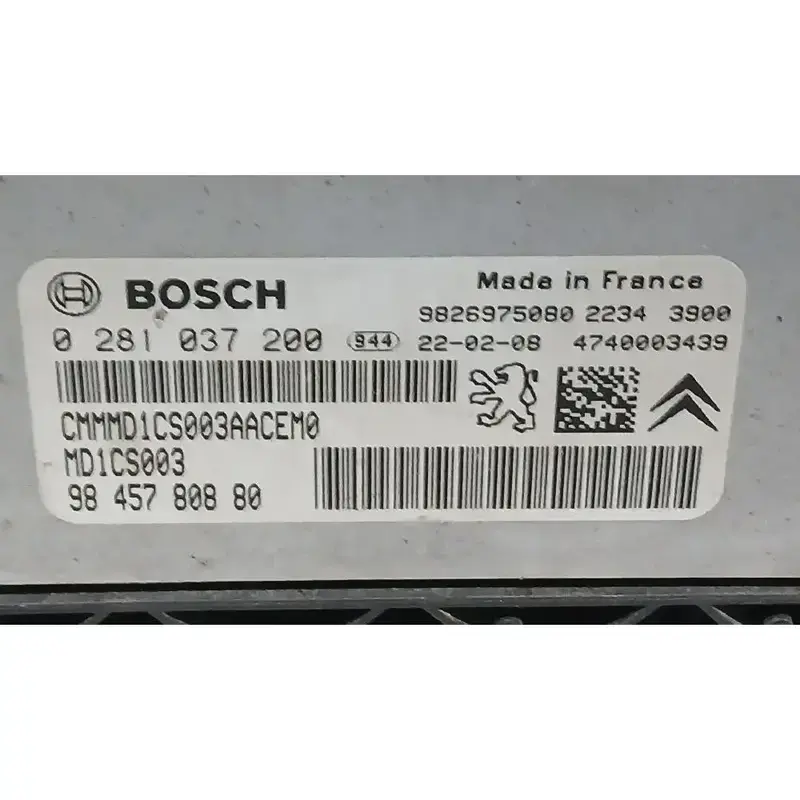 BOSCH
Made in France
9826975080 2234 3900
0 281 037 200 944 22-02-08 4740003439
CMMMD1CS003AACEM0
MD1CS003
98 457 808 80